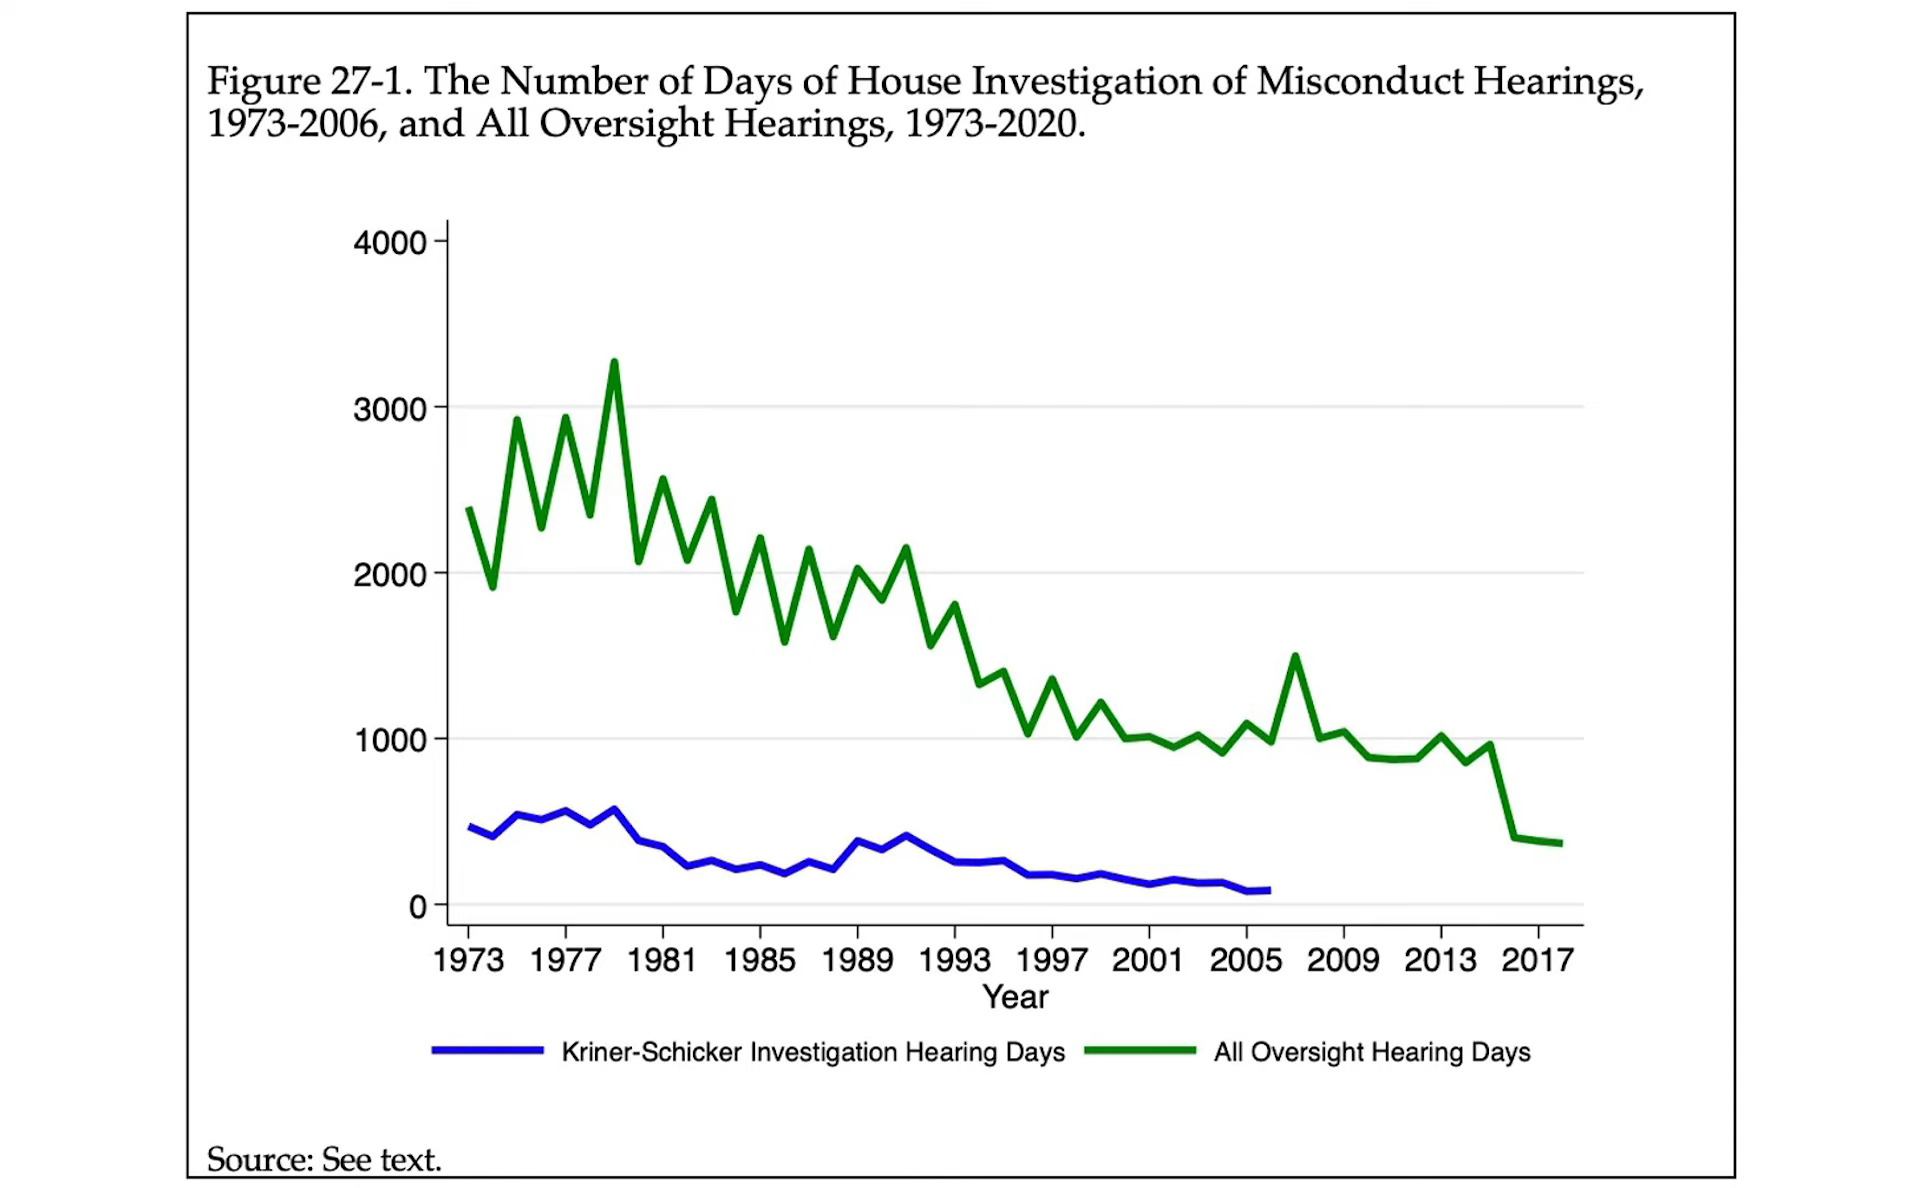 Figure 27-1. The Number of Days of House Investigation of Misconduct Hearings,
1973-2006, and All Oversight Hearings, 1973-2020.
4000
3000
2000
1000
0
1973 1977 1981 1985 1989 1993 1997 2001 2005 2009 2013 2017
Year
Kriner-Schicker Investigation Hearing Days All Oversight Hearing Days
Source: See text.